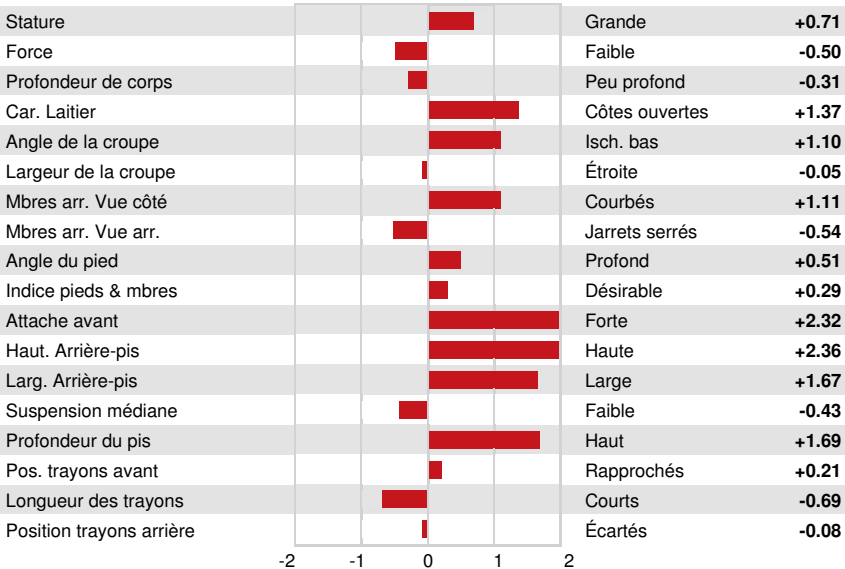 Stature Grande +0.71
Force Faible -0.50
Profondeur de corps Peu profond -0.31
Car. Laitier Côtes ouvertes +1.37
Angle de la croupe Isch. bas +1.10
Largeur de la croupe Étroite -0.05
Mbres arr. Vue côté Courbés +1.11
Mbres arr. Vue arr. Jarrets serrés -0.54
Angle du pied Profond +0.51
Indice pieds & mbres Désirable +0.29
Attache avant Forte +2.32
Haut. Arrière-pis Haute +2.36
Larg. Arrière-pis Large +1.67
Suspension médiane Faible -0.43
Profondeur du pis Haut +1.69
Pos. trayons avant Rapprochés +0.21
Longueur des trayons Courts -0.69
Position trayons arrière Écartés -0.08
-2 -1 0 1 2